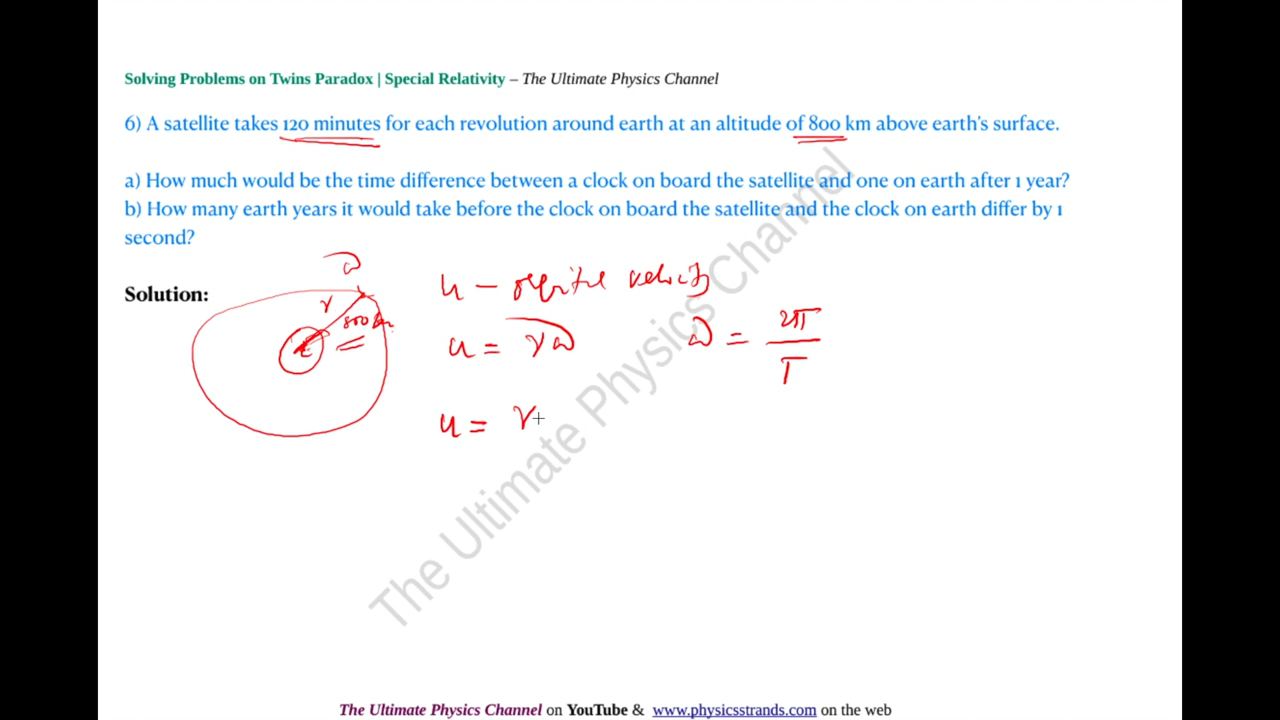 Solving Problems on Twins Paradox | Special Relativity – The Ultimate Physics Channel
6) A satellite takes 120 minutes for each revolution around earth at an altitude of 800 km above earth's surface.
a) How much would be the time difference between a clock on board the satellite and one on earth after 1 year?
b) How many earth years it would take before the clock on board the satellite and the clock on earth differ by 1
second?
Solution:
ω
r
800 km
E
u – orbital velocity
u = rω
ω = 2π/T
u = r
The Ultimate Physics Channel
The Ultimate Physics Channel on YouTube & www.physicsstrands.com on the web